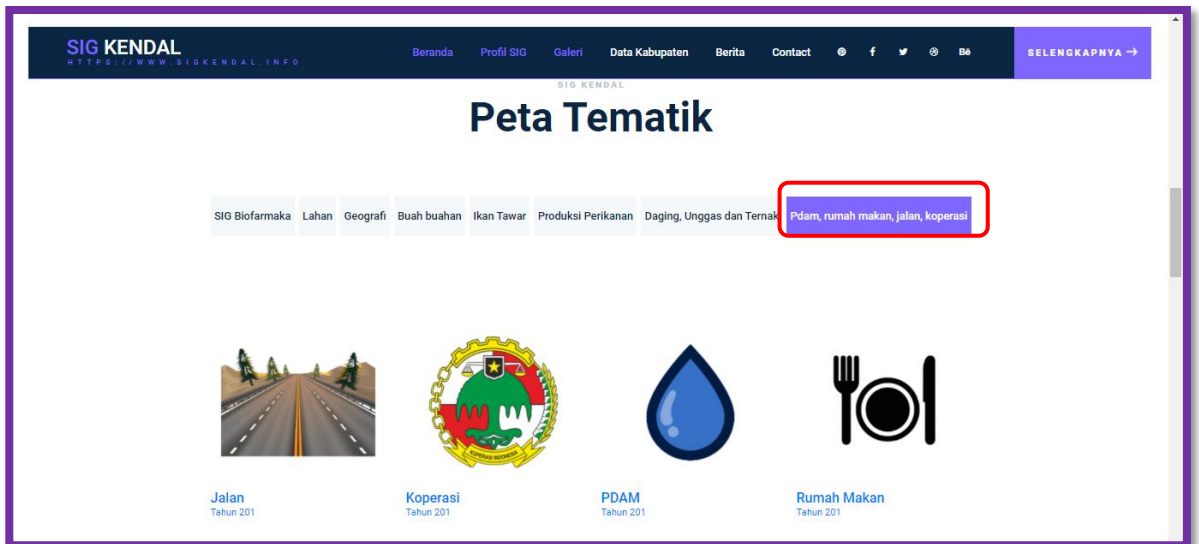 SIG KENDAL
HTTPS://WWW.SIGKENDAL.INFO
Beranda Profil SIG Galeri Data Kabupaten Berita Contact Bē SELENGKAPNYA →
SIG KENDAL
Peta Tematik
SIG Biofarmaka Lahan Geografi Buah buahan Ikan Tawar Produksi Perikanan Daging, Unggas dan Ternak Pdam, rumah makan, jalan, koperasi
KOPERASI INDONESIA
Jalan Koperasi PDAM Rumah Makan
Tahun 201 Tahun 201 Tahun 201 Tahun 201